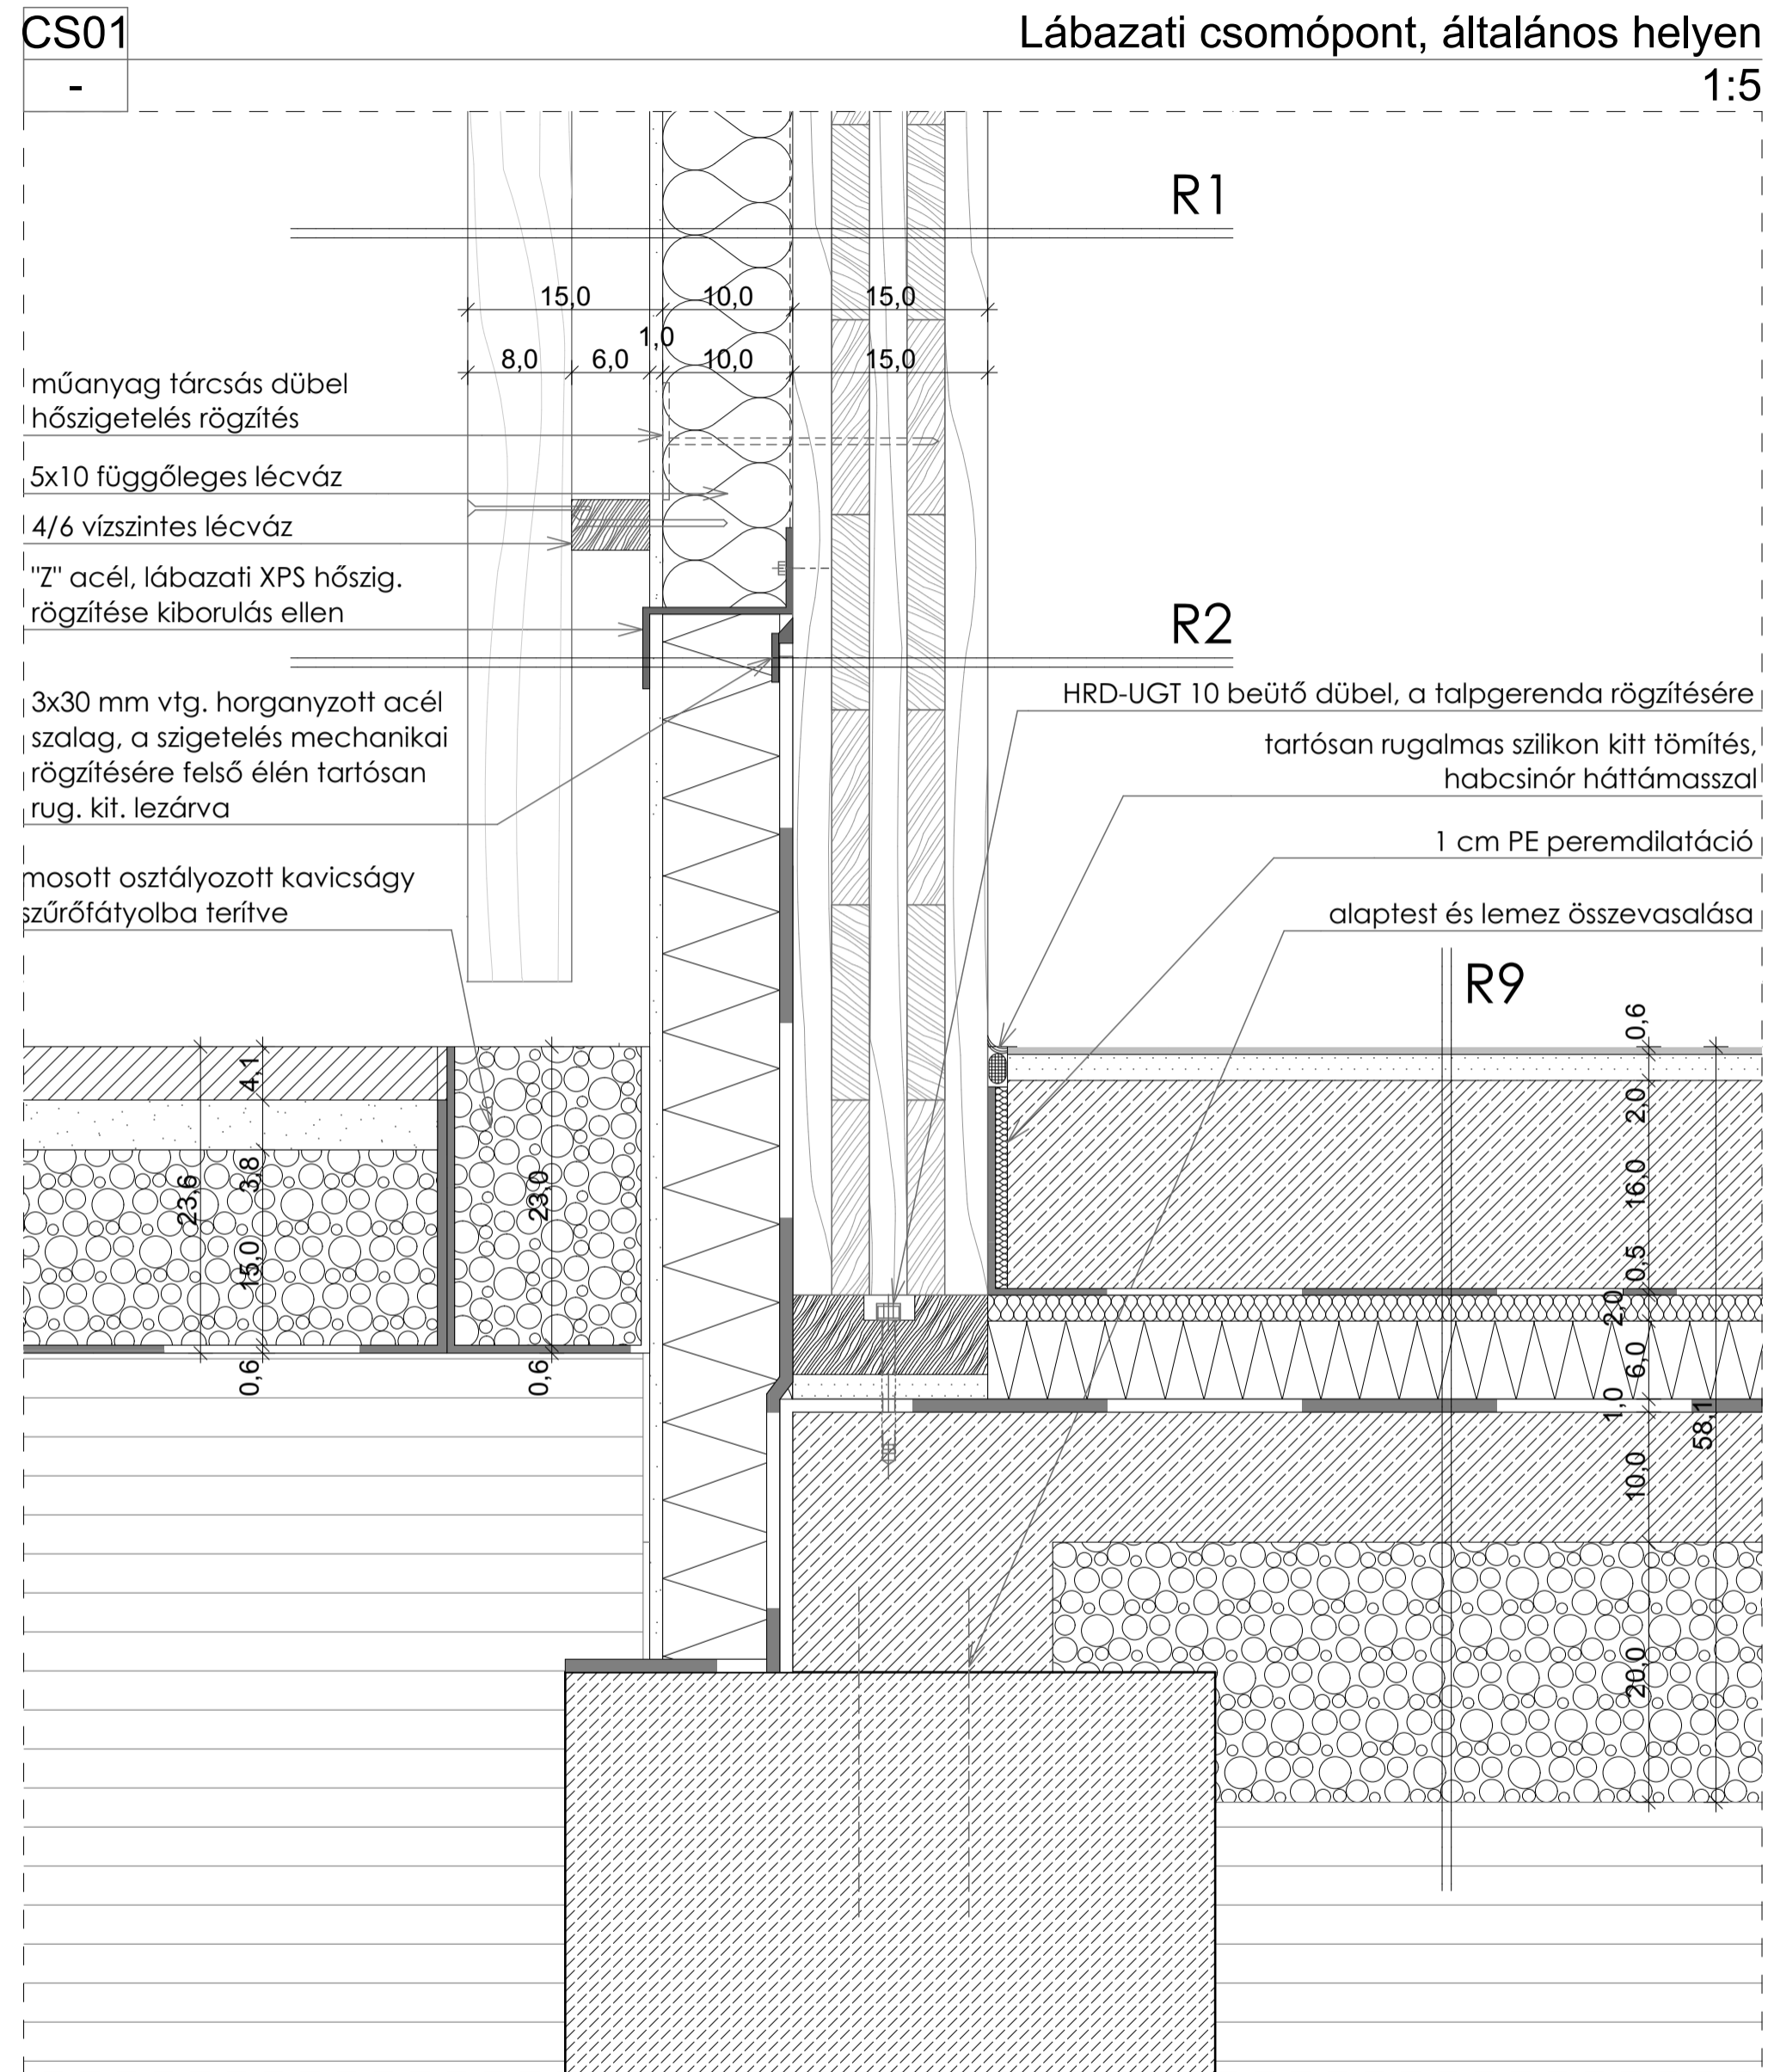 CS01
Lábazati csomópont, általános helyen
-
1:5
R1
15,0
10,0
15,0
1,0
8,0
6,0
10,0
15,0
műanyag tárcsás dübel
hőszigetelés rögzítés
5x10 függőleges lécváz
4/6 vízszintes lécváz
"Z" acél, lábazati XPS hőszig.
rögzítése kiborulás ellen
R2
3x30 mm vtg. horganyzott acél
szalag, a szigetelés mechanikai
rögzítésére felső élén tartósan
rug. kit. lezárva
mosott osztályozott kavicságy
szűrőfátyolba terítve
HRD-UGT 10 beütő dübel, a talpgerenda rögzítésére
tartósan rugalmas szilikon kitt tömítés,
habcsinór háttámasszal
1 cm PE peremdilatáció
alaptest és lemez összevasalása
R9
4,1
3,8
23,6
15,0
0,6
23,0
0,6
0,6
2,0
16,0
0,5
2,0
6,0
1,0
58,1
10,0
20,0